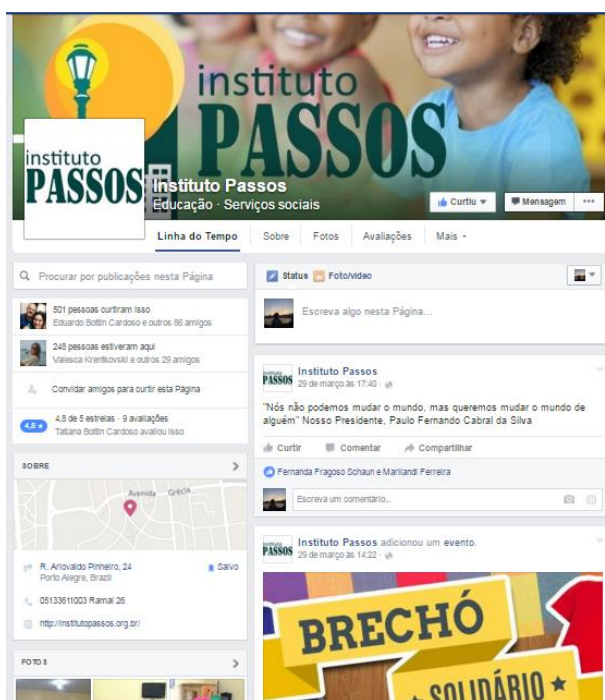 instituto
PASSOS
instituto
PASSOS
Instituto Passos
Educação · Serviços sociais
Curtiu
Mensagem
Linha do Tempo
Sobre
Fotos
Avaliações
Mais
Procurar por publicações nesta Página
501 pessoas curtiram isso
Eduardo Bottin Cardoso e outros 86 amigos
248 pessoas estiveram aqui
Valesca Krentkovski e outros 29 amigos
Convidar amigos para curtir esta Página
4,8 ★
4,8 de 5 estrelas · 9 avaliações
Tatiana Bottin Cardoso avaliou isso
SOBRE
Avenida Grécia
R. Ariovaldo Pinheiro, 24
Porto Alegre, Brazil
Salvo
05133611003 Ramal 26
http://institutopassos.org.br/
FOTOS
Status
Foto/vídeo
Escreva algo nesta Página...
instituto
PASSOS
Instituto Passos
29 de março às 17:40 ·
"Nós não podemos mudar o mundo, mas queremos mudar o mundo de
alguém" Nosso Presidente, Paulo Fernando Cabral da Silva
Curtir
Comentar
Compartilhar
Fernanda Fragoso Schaun e Marilandi Ferreira
Escreva um comentário...
instituto
PASSOS
Instituto Passos adicionou um evento.
29 de março às 14:22 ·
BRECHÓ
★ SOLIDÁRIO ★